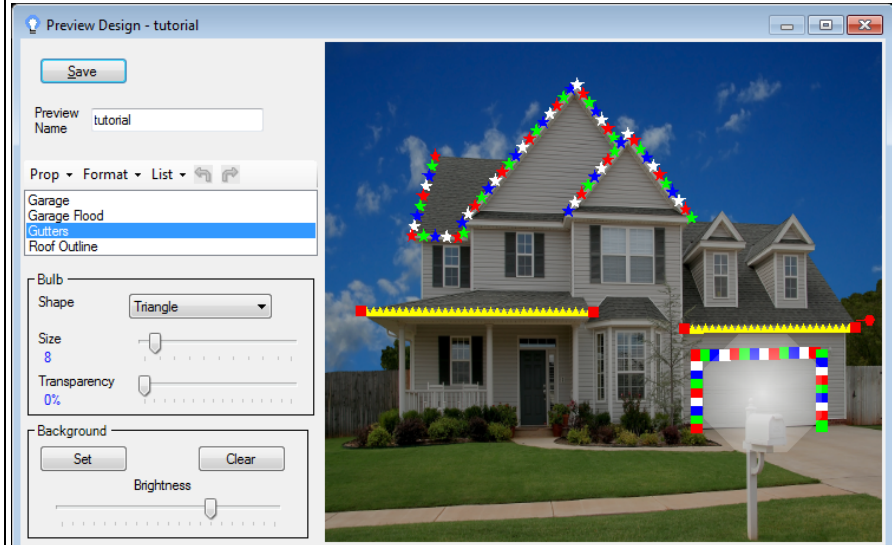 Preview Design - tutorial
Save
Preview
Name
tutorial
Prop Format List
Garage
Garage Flood
Gutters
Roof Outline
Bulb
Shape
Triangle
Size
8
Transparency
0%
Background
Set Clear
Brightness